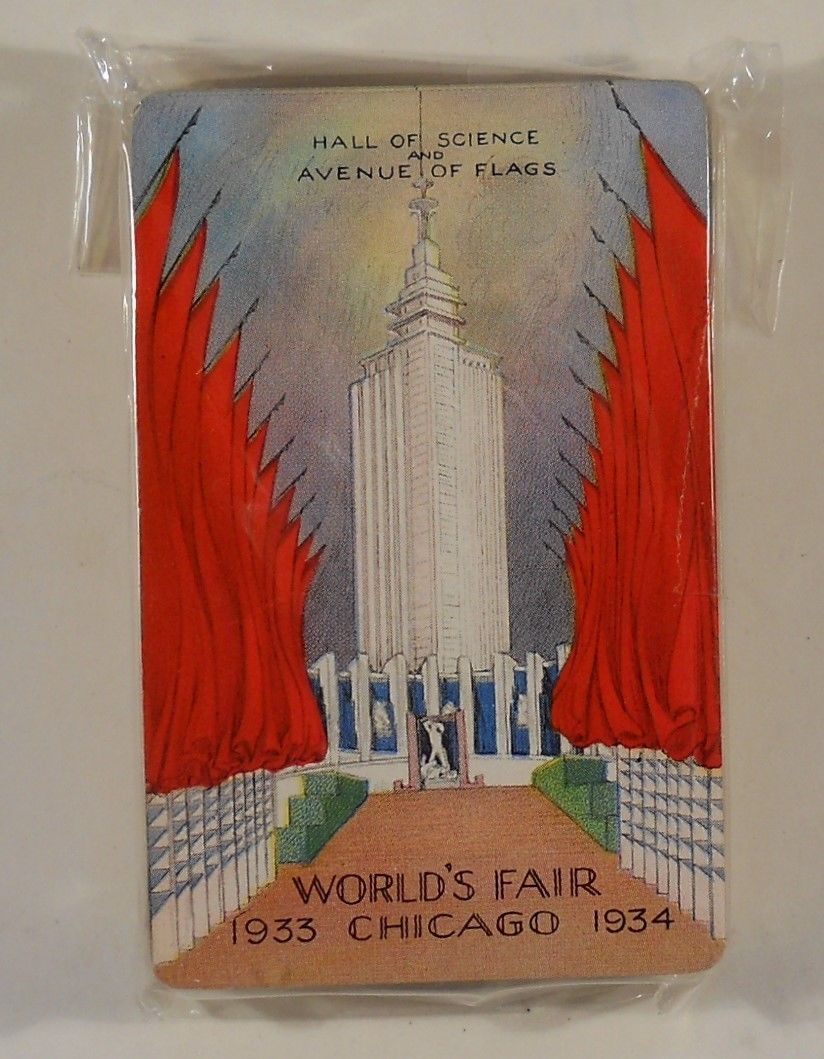 HALL OF SCIENCE
AND
AVENUE OF FLAGS
WORLD'S FAIR
1933 CHICAGO 1934